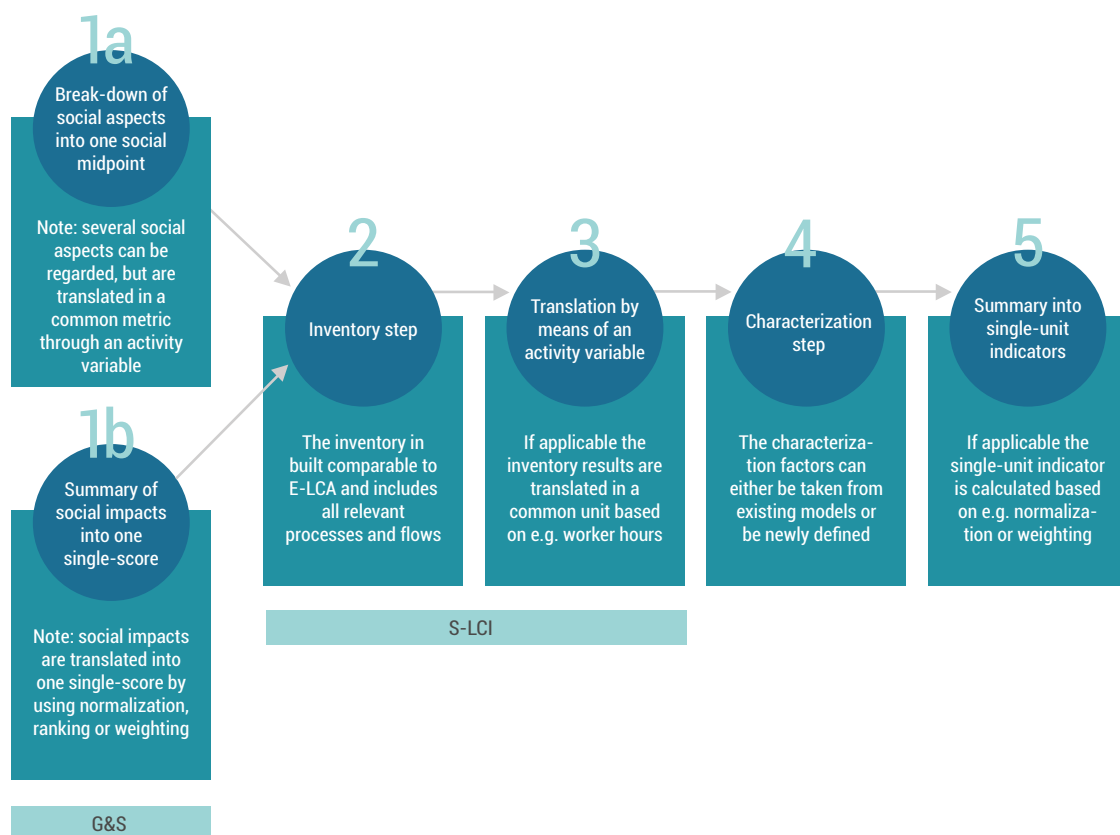 1a
Break-down of
social aspects
into one social
midpoint
Note: several social
aspects can be
regarded, but are
translated in a
common metric
through an activity
variable
1b
Summary of
social impacts
into one
single-score
Note: social impacts
are translated into
one single-score by
using normalization,
ranking or weighting
G&S
2
Inventory step
The inventory in
built comparable to
E-LCA and includes
all relevant
processes and flows
3
Translation by
means of an
activity variable
If applicable the
inventory results are
translated in a
common unit based
on e.g. worker hours
S-LCI
4
Characterization
step
The characteriza-
tion factors can
either be taken from
existing models or
be newly defined
5
Summary into
single-unit
indicators
If applicable the
single-unit indicator
is calculated based
on e.g. normaliza-
tion or weighting